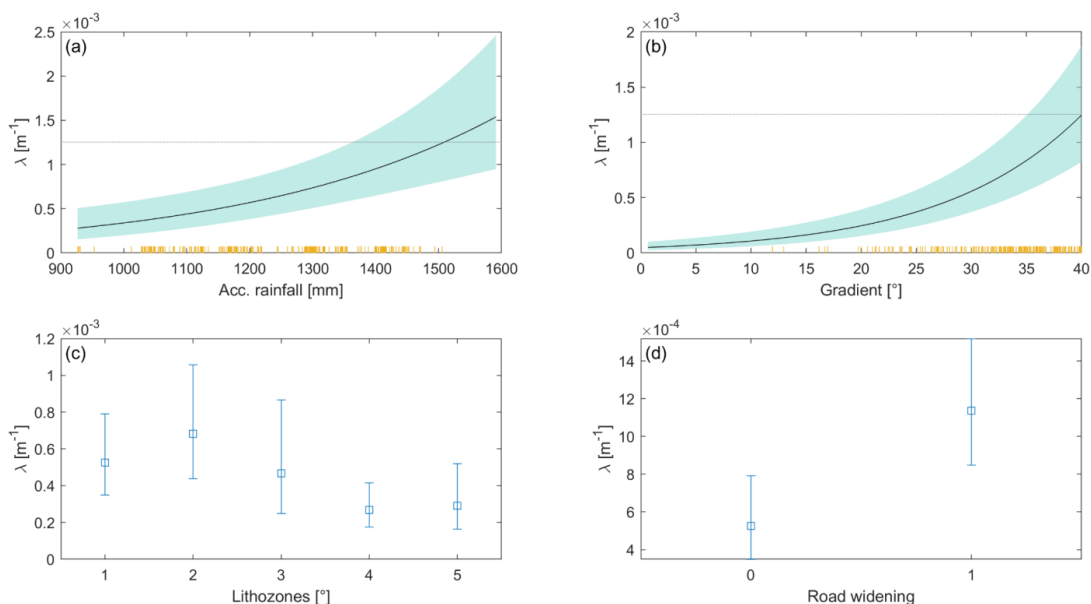 ×10⁻³
(a)
2.5
2
1.5
1
0.5
0
λ [m⁻¹]
900 1000 1100 1200 1300 1400 1500 1600
Acc. rainfall [mm]
×10⁻³
(b)
2
1.5
1
0.5
0
λ [m⁻¹]
0 5 10 15 20 25 30 35 40
Gradient [°]
×10⁻³
(c)
1.2
1
0.8
0.6
0.4
0.2
0
λ [m⁻¹]
1 2 3 4 5
Lithozones [°]
×10⁻⁴
(d)
14
12
10
8
6
4
λ [m⁻¹]
0 1
Road widening